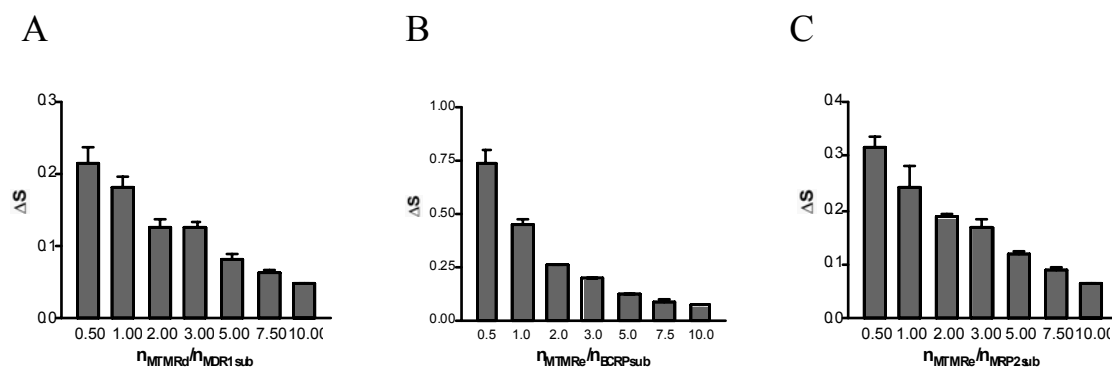 A
B
C
0.3
0.2
0.1
0.0
ΔS
0.50 1.00 2.00 3.00 5.00 7.50 10.00
nMTMRd/nMDR1sub
1.00
0.75
0.50
0.25
0.00
ΔS
0.5 1.0 2.0 3.0 5.0 7.5 10.0
nMTMRe/nBCRPsub
0.4
0.3
0.2
0.1
0.0
ΔS
0.50 1.00 2.00 3.00 5.00 7.50 10.00
nMTMRe/nMRP2sub